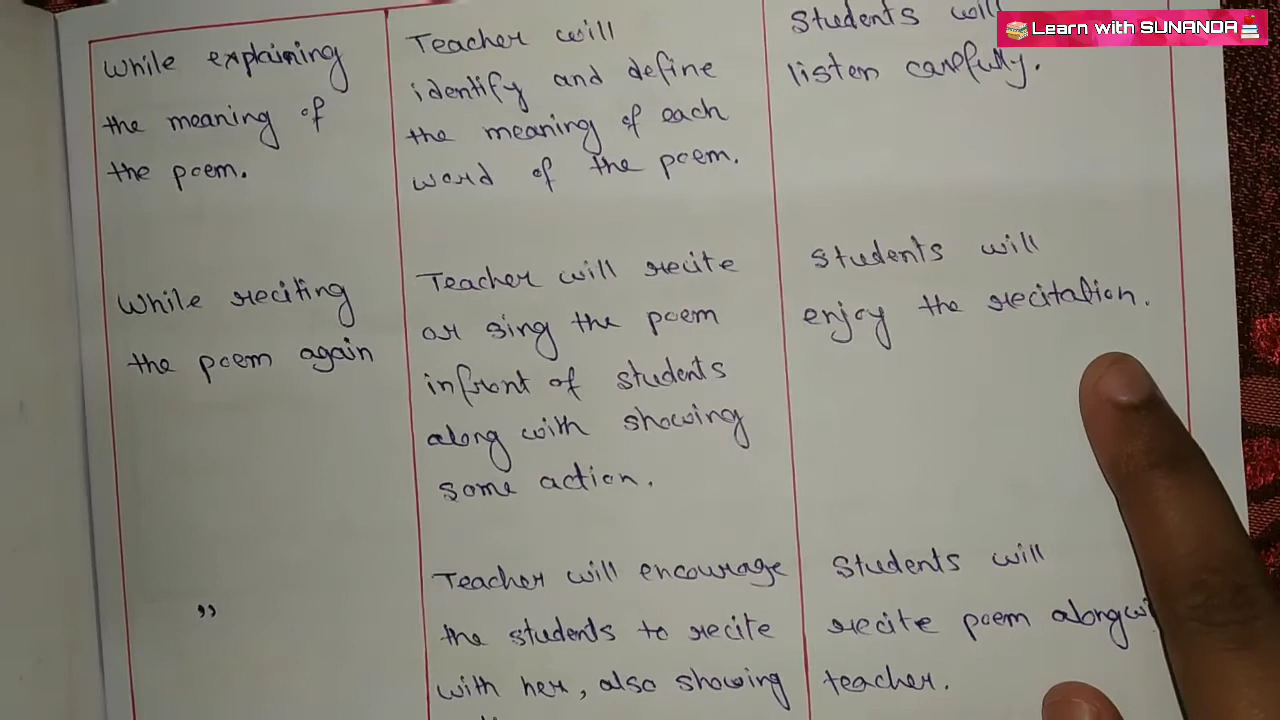 Learn with SUNANDA
While explaining
the meaning of
the poem.
Teacher will
identify and define
the meaning of each
word of the poem.
Students will
listen carefully.
While reciting
the poem again
Teacher will recite
or sing the poem
infront of students
along with showing
some action.
Students will
enjoy the recitation.
"
Teacher will encourage
the students to recite
with her, also showing
Students will
recite poem
teacher.